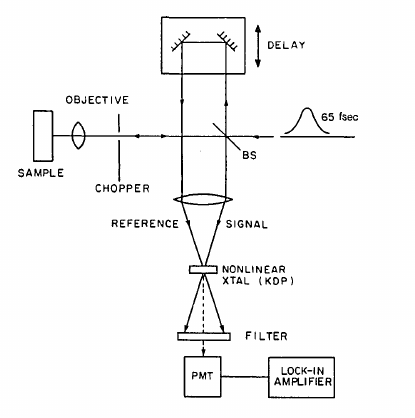 DELAY
OBJECTIVE
65 fsec
BS
SAMPLE
CHOPPER
REFERENCE
SIGNAL
NONLINEAR
XTAL (KDP)
FILTER
PMT
LOCK-IN
AMPLIFIER